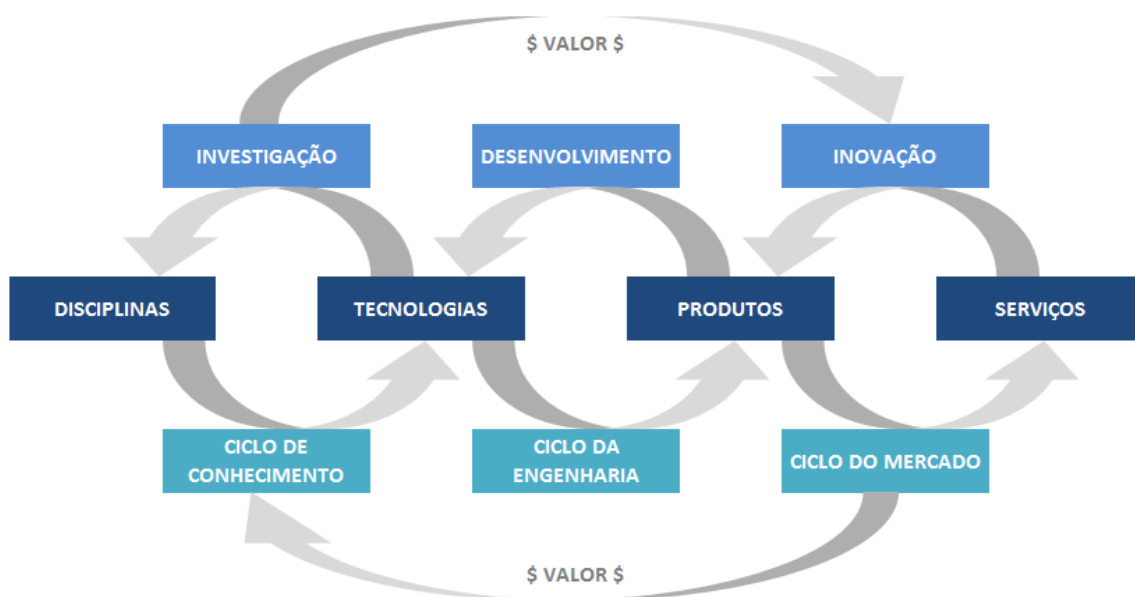 $ VALOR $
INVESTIGAÇÃO
DESENVOLVIMENTO
INOVAÇÃO
DISCIPLINAS
TECNOLOGIAS
PRODUTOS
SERVIÇOS
CICLO DE
CONHECIMENTO
CICLO DA
ENGENHARIA
CICLO DO MERCADO
$ VALOR $